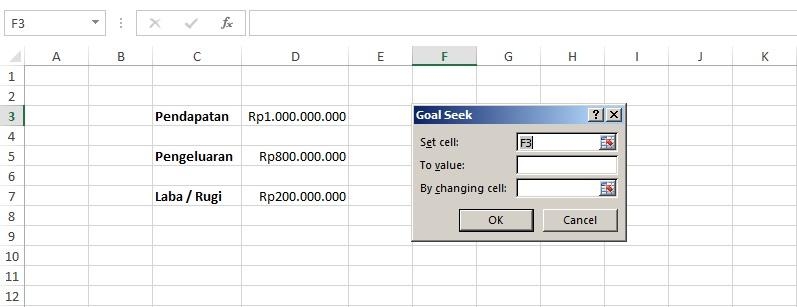 F3 fx
A B C D E F G H I J K
1
2
3 Pendapatan Rp1.000.000.000
4
5 Pengeluaran Rp800.000.000
6
7 Laba / Rugi Rp200.000.000
8
9
10
11
12
Goal Seek ?
Set cell: F3
To value:
By changing cell:
OK Cancel